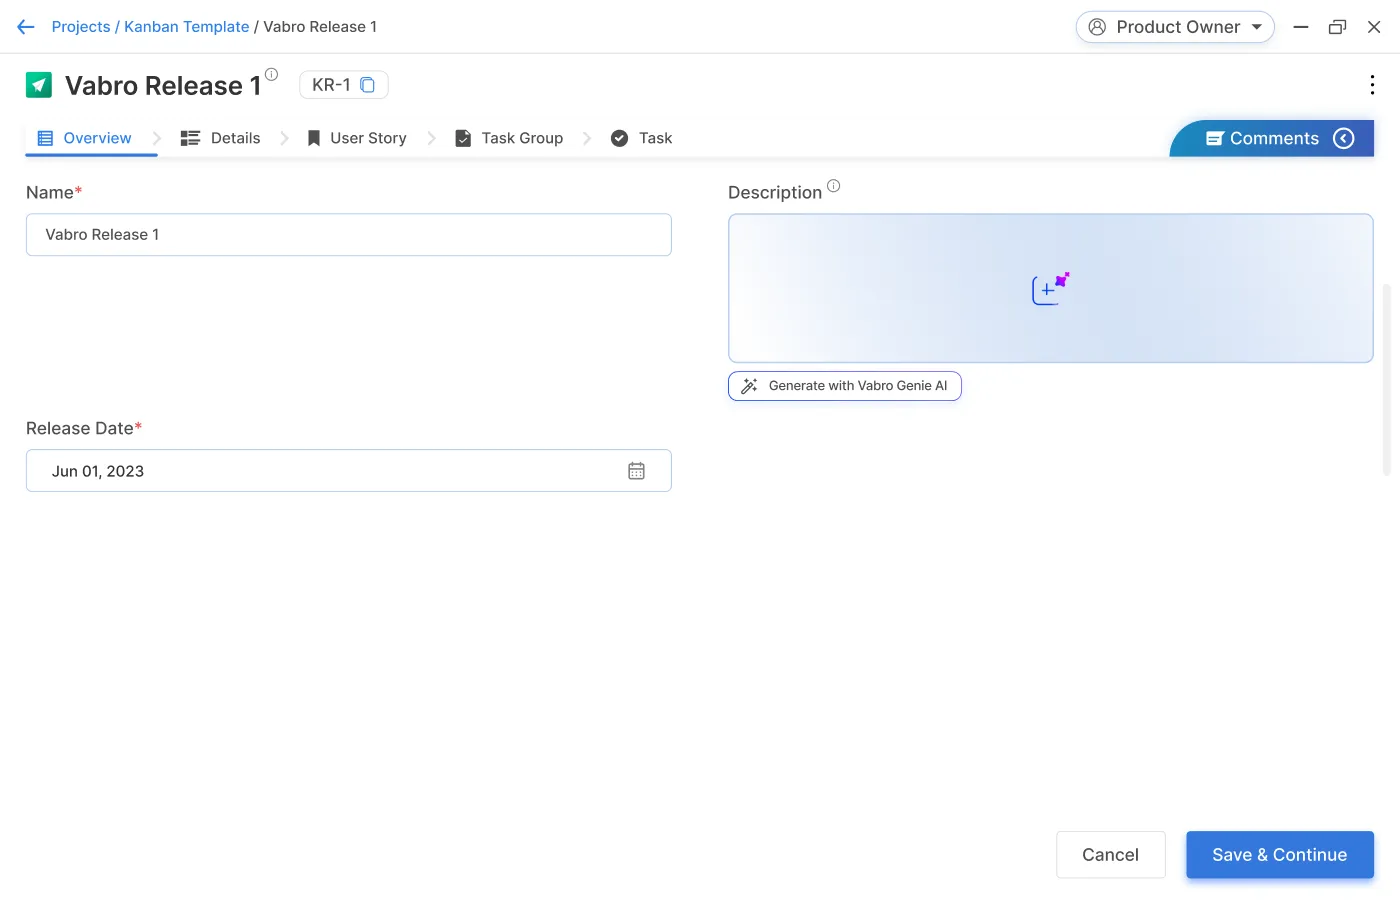 Projects / Kanban Template / Vabro Release 1
Product Owner
Vabro Release 1
KR-1
Overview
Details
User Story
Task Group
Task
Comments
Name*
Vabro Release 1
Description
Generate with Vabro Genie AI
Release Date*
Jun 01, 2023
Cancel
Save & Continue